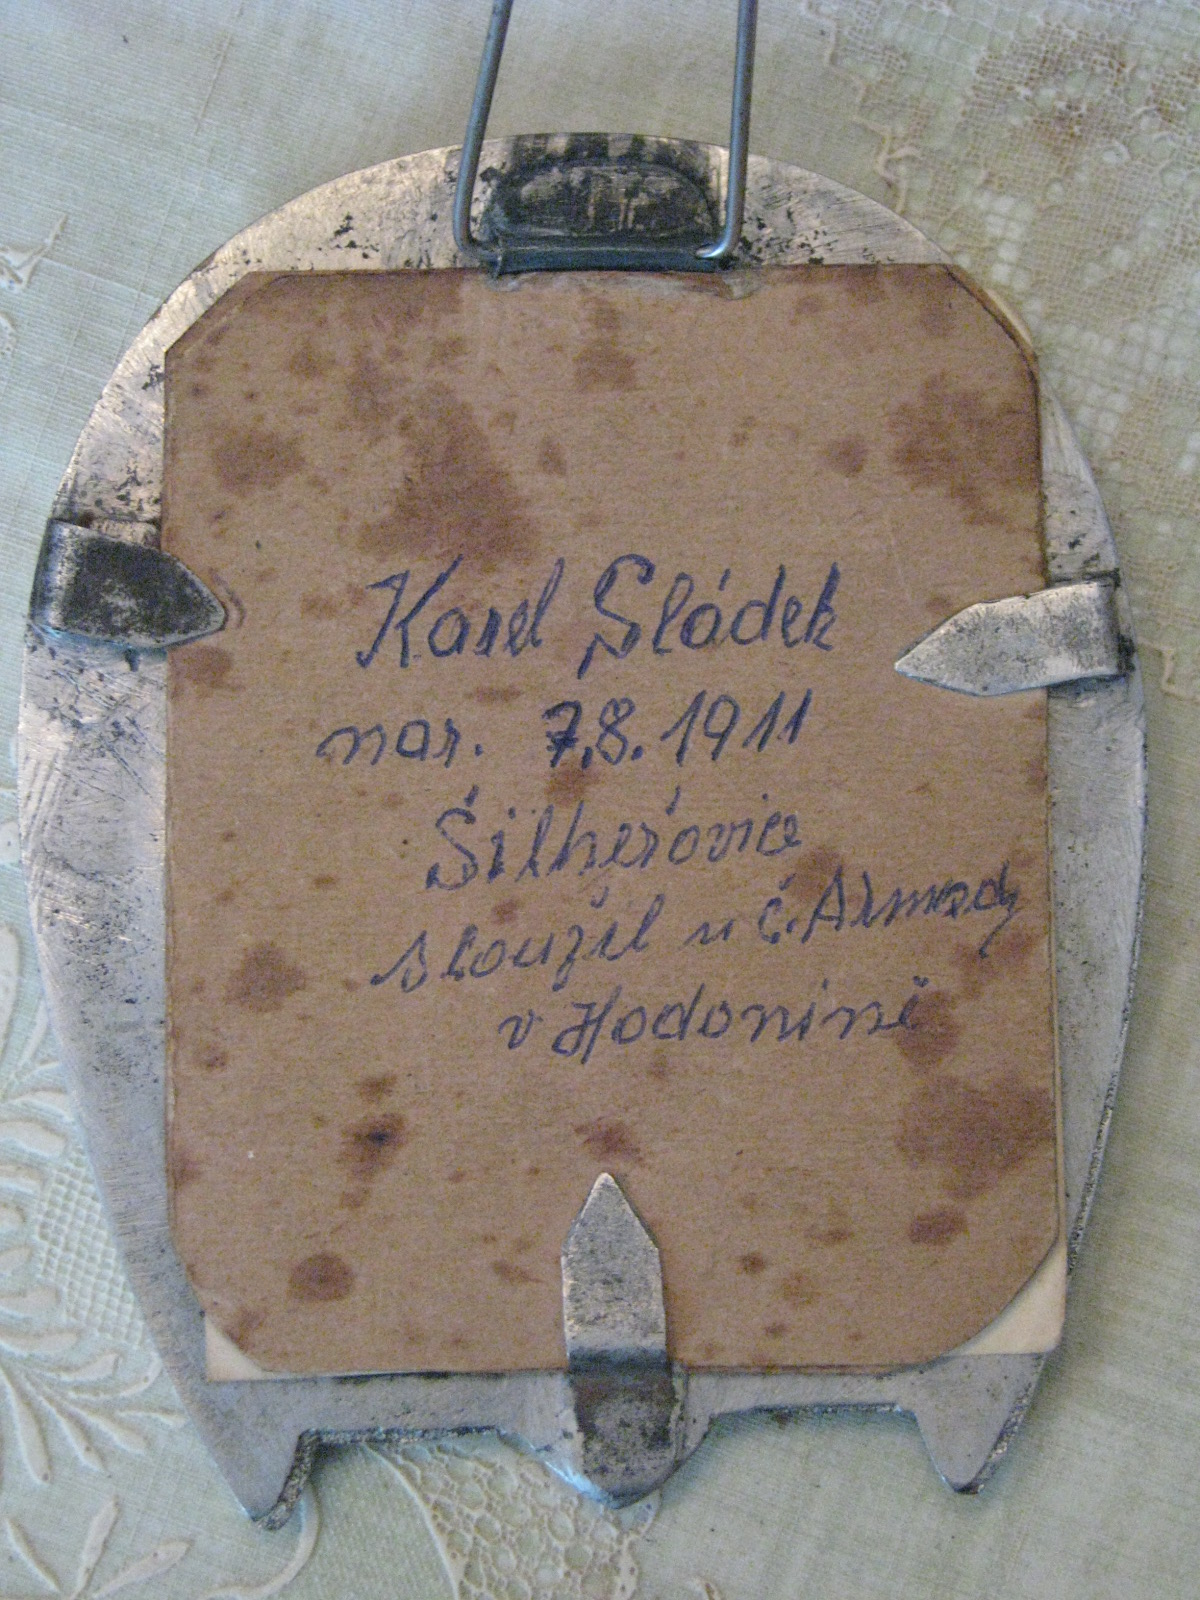 Karel Sládek
nar. 7.8.1911
Šilheřovice
sloužil u č. Armády
v Hodoníně